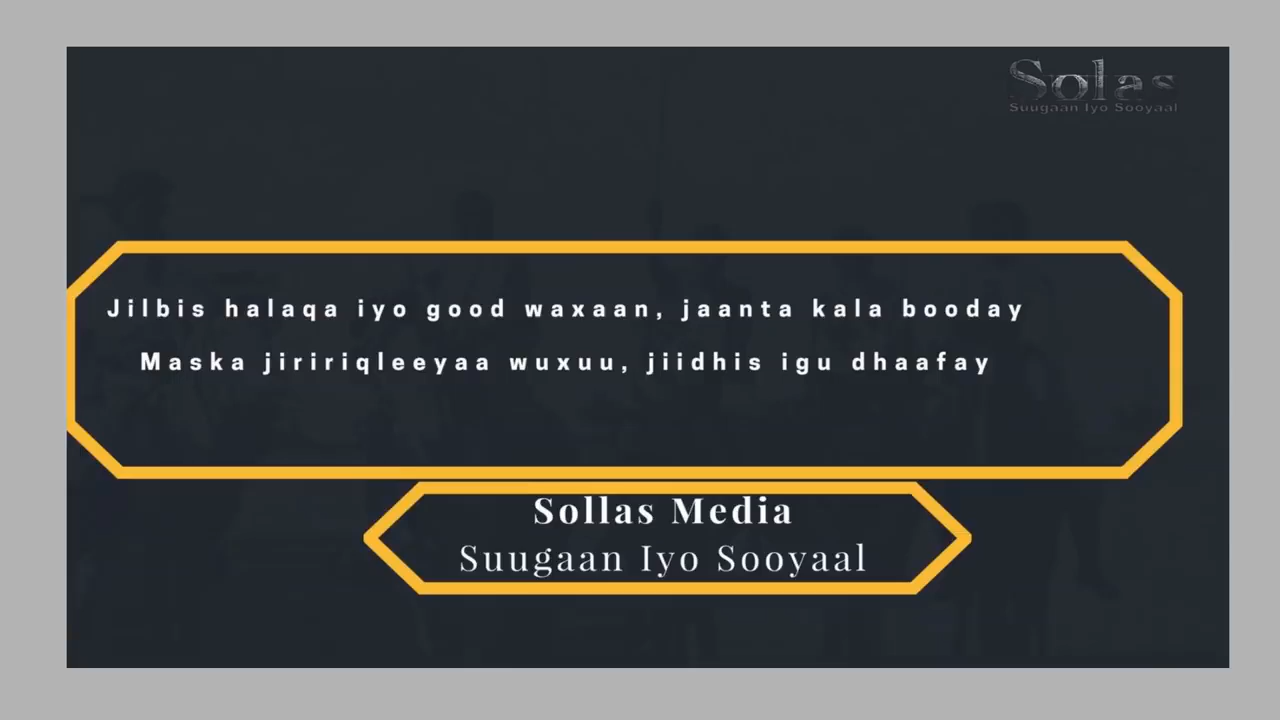 Solas
Suugaan Iyo Sooyaal
Jilbis halaqa iyo good waxaan, jaanta kala booday
Maska jiririqleeyaa wuxuu, jiidhis igu dhaafay
Sollas Media
Suugaan Iyo Sooyaal